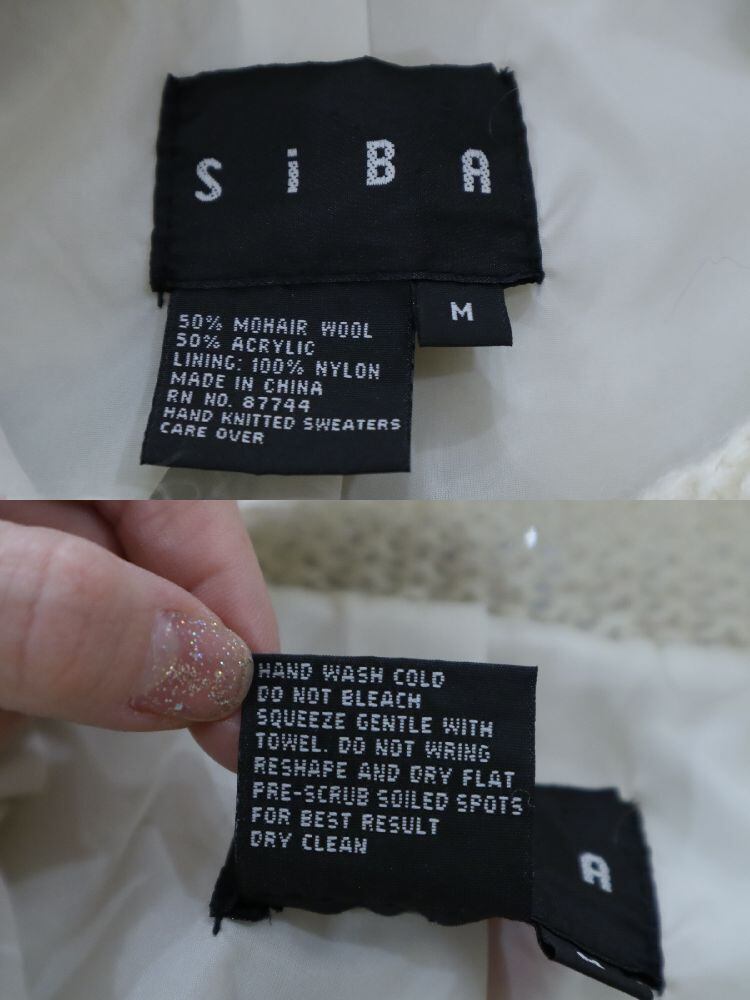 SiBA
M
50% MOHAIR WOOL
50% ACRYLIC
LINING: 100% NYLON
MADE IN CHINA
RN NO. 87744
HAND KNITTED SWEATERS
CARE OVER
HAND WASH COLD
DO NOT BLEACH
SQUEEZE GENTLE WITH
TOWEL. DO NOT WRING
RESHAPE AND DRY FLAT
PRE-SCRUB SOILED SPOTS
FOR BEST RESULT
DRY CLEAN
A